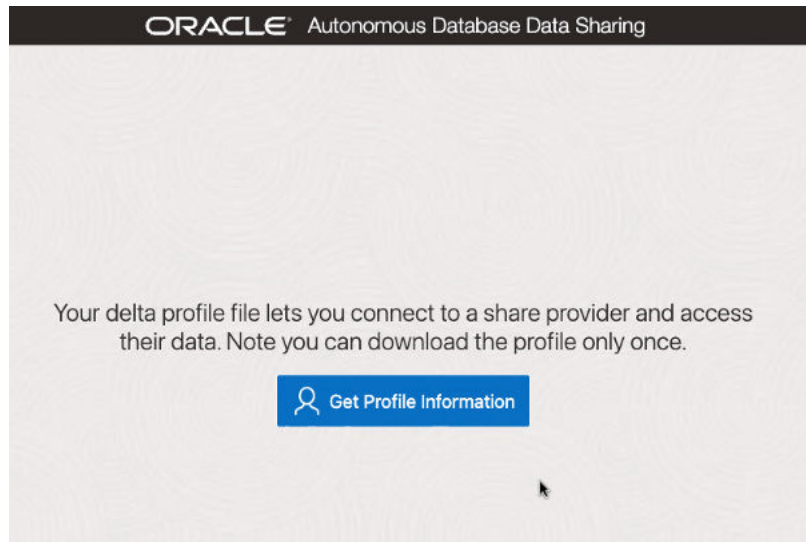 ORACLE Autonomous Database Data Sharing
Your delta profile file lets you connect to a share provider and access
their data. Note you can download the profile only once.
Get Profile Information